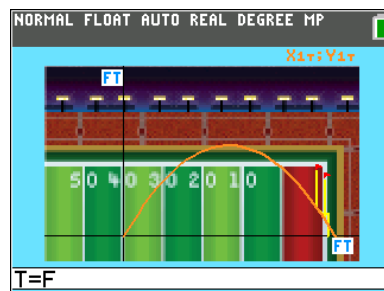 NORMAL FLOAT AUTO REAL DEGREE MP
X1T;Y1T
FT
50 40 30 20 10
FT
T=F